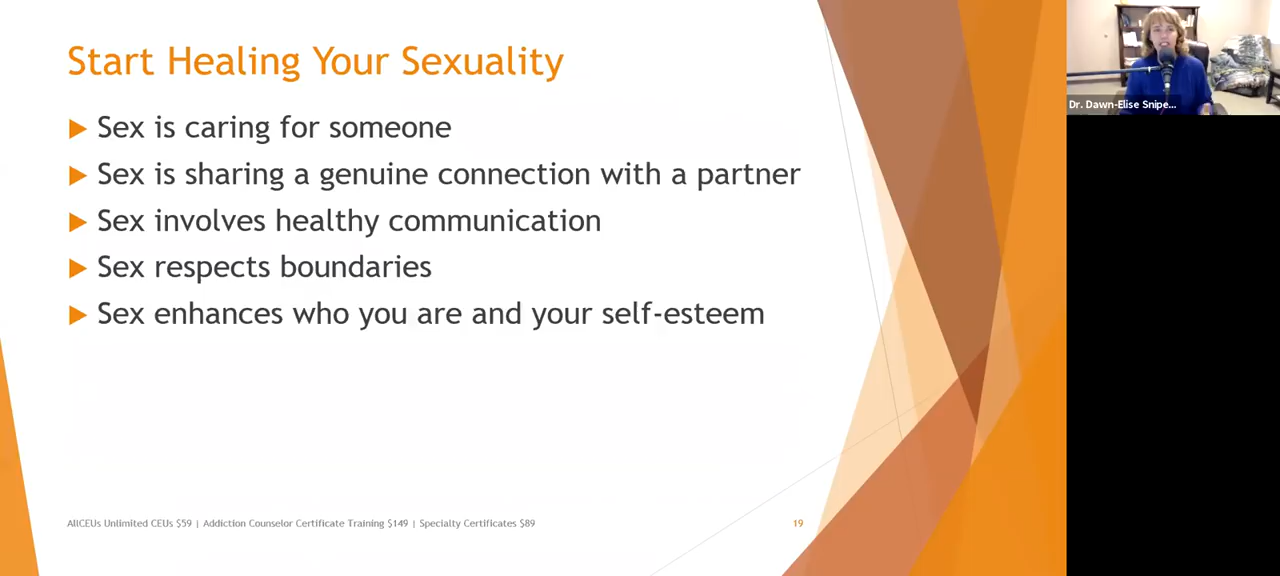 Start Healing Your Sexuality
Sex is caring for someone
Sex is sharing a genuine connection with a partner
Sex involves healthy communication
Sex respects boundaries
Sex enhances who you are and your self-esteem
AllCEUs Unlimited CEUs $59 | Addiction Counselor Certificate Training $149 | Specialty Certificates $89
19
Dr. Dawn-Elise Snipe...